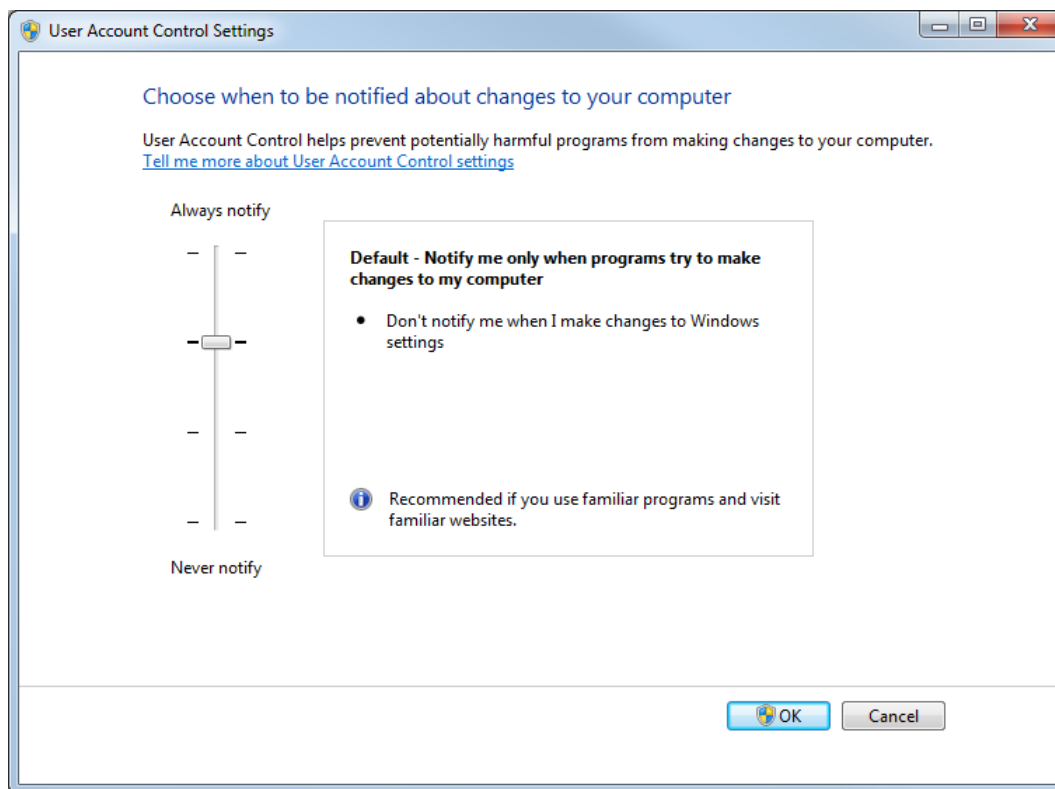 User Account Control Settings
Choose when to be notified about changes to your computer
User Account Control helps prevent potentially harmful programs from making changes to your computer.
Tell me more about User Account Control settings
Always notify
Default - Notify me only when programs try to make
changes to my computer
Don't notify me when I make changes to Windows
settings
Recommended if you use familiar programs and visit
familiar websites.
Never notify
OK
Cancel